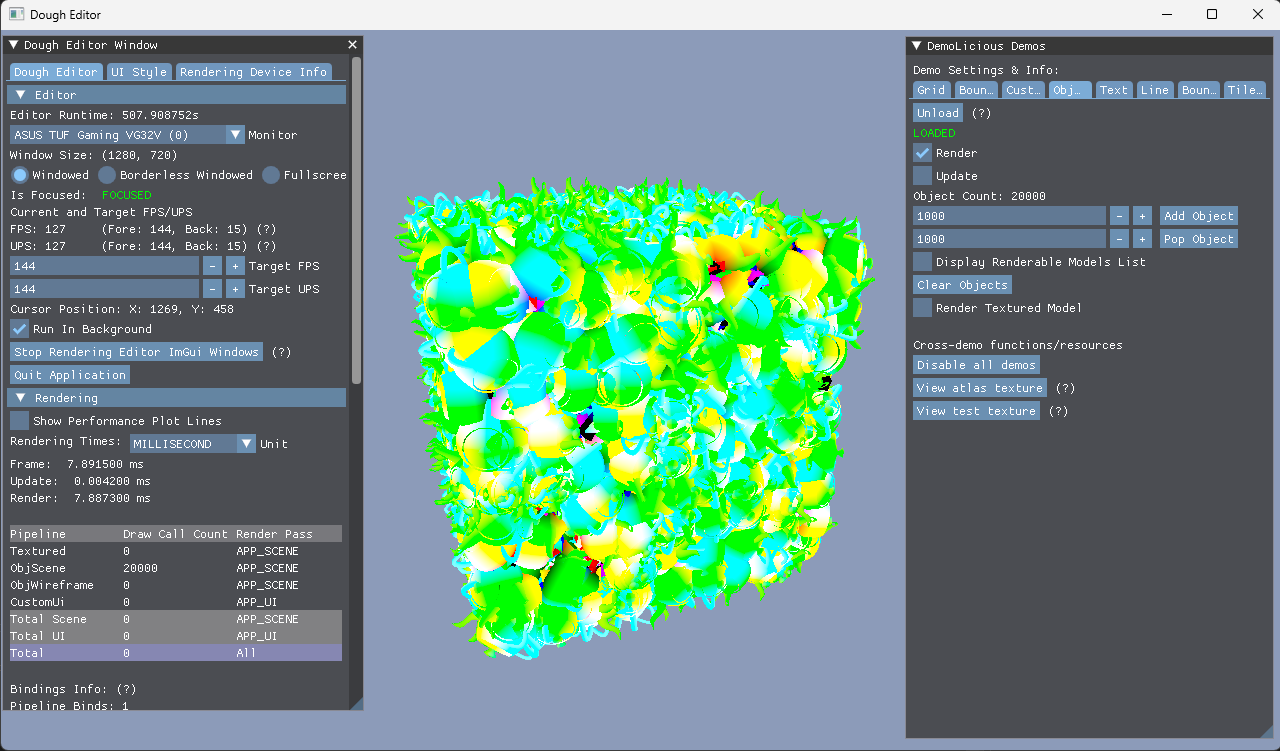 Dough Editor
Dough Editor Window
Dough Editor UI Style Rendering Device Info
Editor
Editor Runtime: 507.908752s
ASUS TUF Gaming VG32V (0) Monitor
Window Size: (1280, 720)
Windowed Borderless Windowed Fullscree
Is Focused: FOCUSED
Current and Target FPS/UPS
FPS: 127 (Fore: 144, Back: 15) (?)
UPS: 127 (Fore: 144, Back: 15) (?)
144 - + Target FPS
144 - + Target UPS
Cursor Position: X: 1269, Y: 458
Run In Background
Stop Rendering Editor ImGui Windows (?)
Quit Application
Rendering
Show Performance Plot Lines
Rendering Times: MILLISECOND Unit
Frame: 7.891500 ms
Update: 0.004200 ms
Render: 7.887300 ms
Pipeline Draw Call Count Render Pass
Textured 0 APP_SCENE
ObjScene 20000 APP_SCENE
ObjWireframe 0 APP_SCENE
CustomUi 0 APP_UI
Total Scene 0 APP_SCENE
Total UI 0 APP_UI
Total 0 All
Bindings Info: (?)
Pipeline Binds: 1
DemoLicious Demos
Demo Settings & Info:
Grid Boun… Cust… Obj… Text Line Boun… Tile…
Unload (?)
LOADED
Render
Update
Object Count: 20000
1000 - + Add Object
1000 - + Pop Object
Display Renderable Models List
Clear Objects
Render Textured Model
Cross-demo functions/resources
Disable all demos
View atlas texture (?)
View test texture (?)